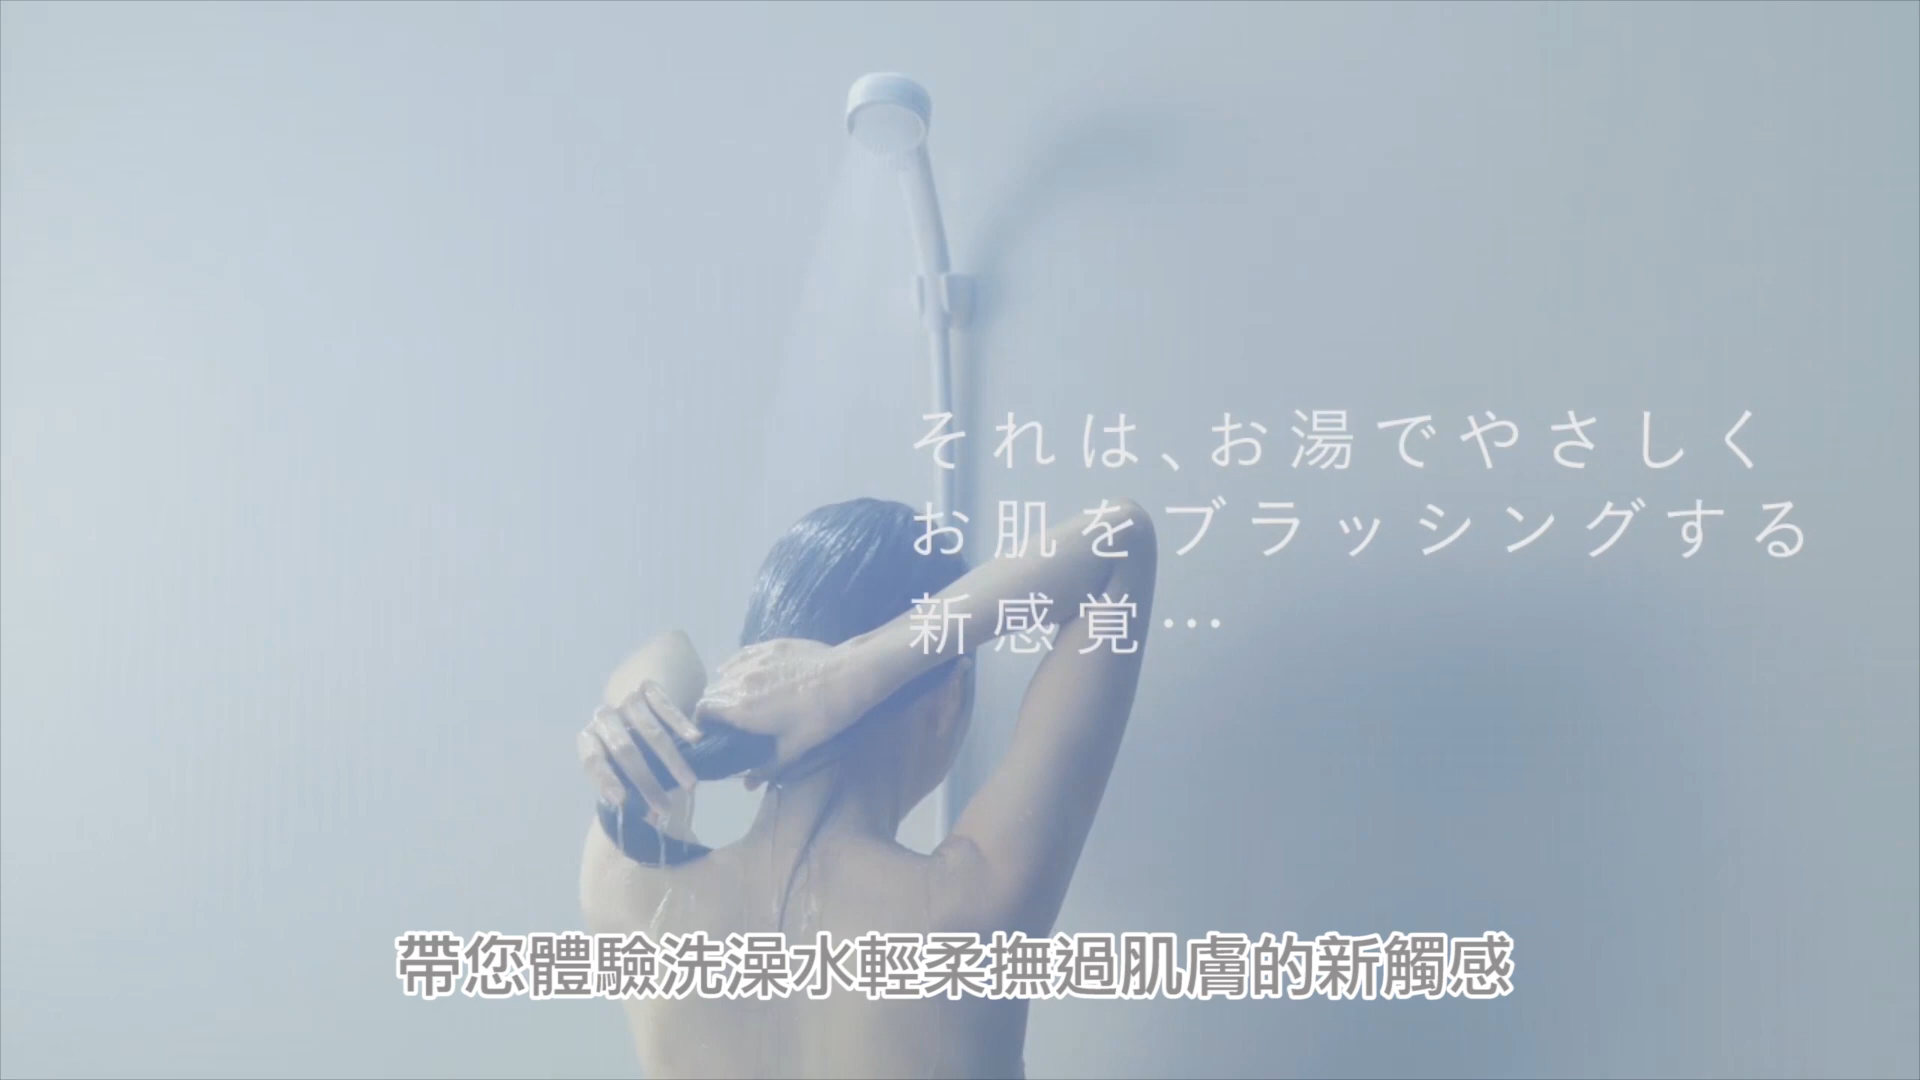 それは、お湯でやさしく
お肌をブラッシングする
新感覚…
帶您體驗洗澡水輕柔撫過肌膚的新觸感